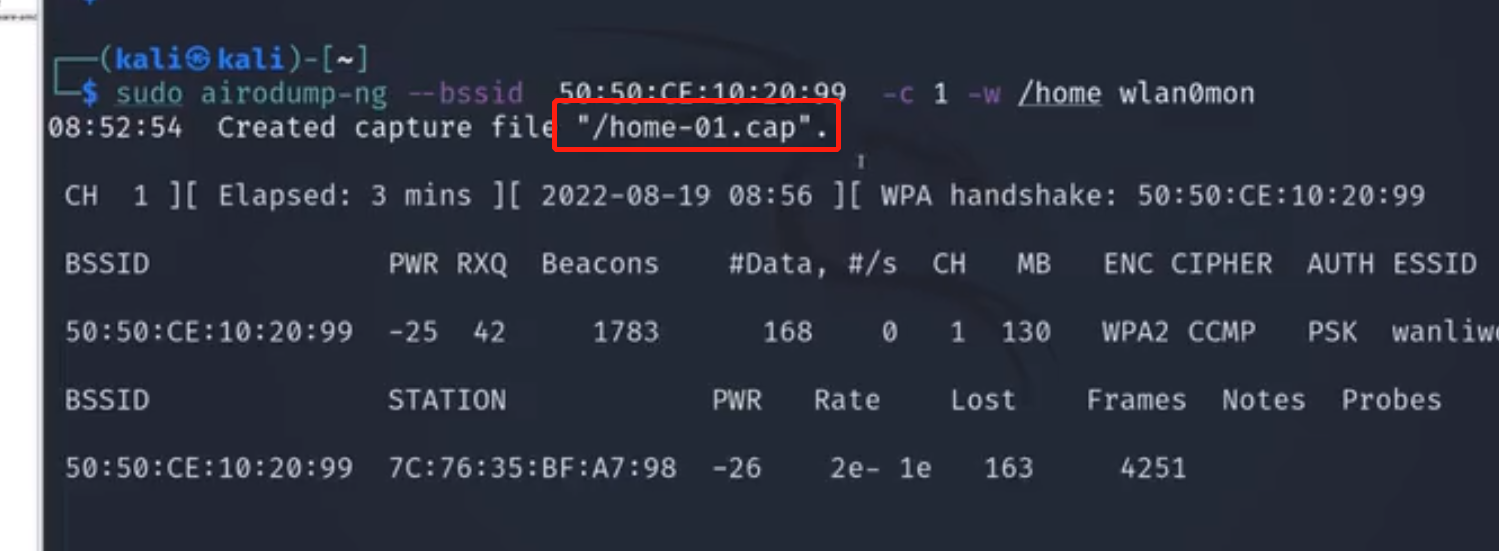 (kali㉿kali)-[~]
$ sudo airodump-ng --bssid 50:50:CE:10:20:99 -c 1 -w /home wlan0mon
08:52:54 Created capture file "/home-01.cap".
CH 1 ][ Elapsed: 3 mins ][ 2022-08-19 08:56 ][ WPA handshake: 50:50:CE:10:20:99
BSSID PWR RXQ Beacons #Data, #/s CH MB ENC CIPHER AUTH ESSID
50:50:CE:10:20:99 -25 42 1783 168 0 1 130 WPA2 CCMP PSK
BSSID STATION PWR Rate Lost Frames Notes Probes
50:50:CE:10:20:99 7C:76:35:BF:A7:98 -26 2e- 1e 163 4251